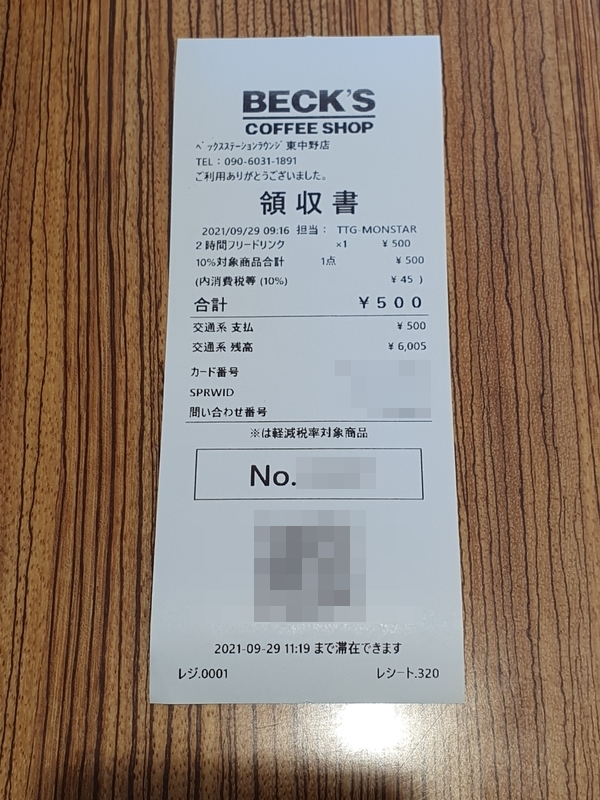 BECK'S
COFFEE SHOP
ベックスステーションラウンジ 東中野店
TEL：090-6031-1891
ご利用ありがとうございました。
領収書
2021/09/29 09:16 担当： TTG-MONSTAR
2時間フリードリンク ×1 ¥ 500
10%対象商品合計 1点 ¥ 500
(内消費税等 (10%) ¥ 45 )
合計 ¥500
交通系 支払 ¥ 500
交通系 残高 ¥ 6,005
カード番号
SPRWID
問い合わせ番号
※は軽減税率対象商品
No.
2021-09-29 11:19 まで滞在できます
レジ.0001 レシート.320